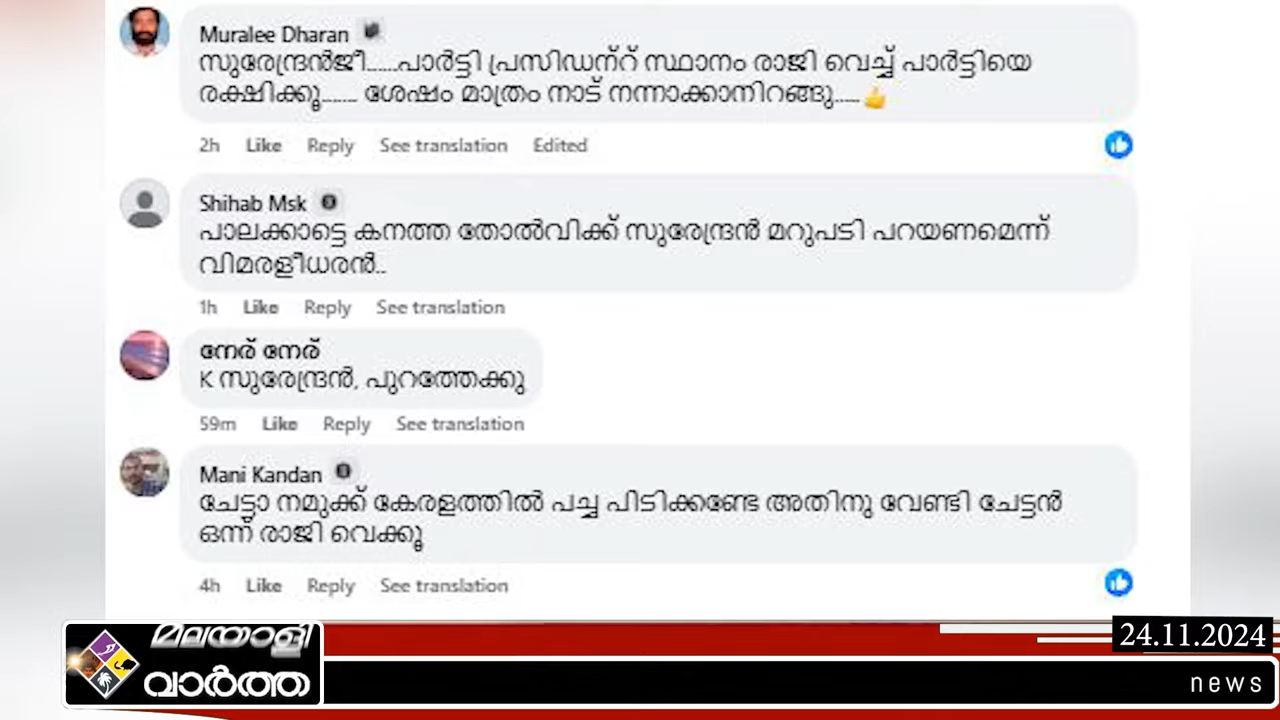 Muralee Dharan
സുരേന്ദ്രൻജീ......പാർട്ടി പ്രസിഡന്റ് സ്ഥാനം രാജി വെച്ച് പാർട്ടിയെ
രക്ഷിക്കൂ....... ശേഷം മാത്രം നാട് നന്നാക്കാനിറങ്ങു.....👍
2h Like Reply See translation Edited
Shihab Msk
പാലക്കാട്ടെ കനത്ത തോൽവിക്ക് സുരേന്ദ്രൻ മറുപടി പറയണമെന്ന്
വിമരളീധരൻ..
1h Like Reply See translation
നേര് നേര്
K സുരേന്ദ്രൻ, പുറത്തേക്കു
59m Like Reply See translation
Mani Kandan
ചേട്ടാ നമുക്ക് കേരളത്തിൽ പച്ച പിടിക്കണ്ടേ അതിനു വേണ്ടി ചേട്ടൻ
ഒന്ന് രാജി വെക്കൂ
4h Like Reply See translation
മലയാളി
വാർത്ത
24.11.2024
news